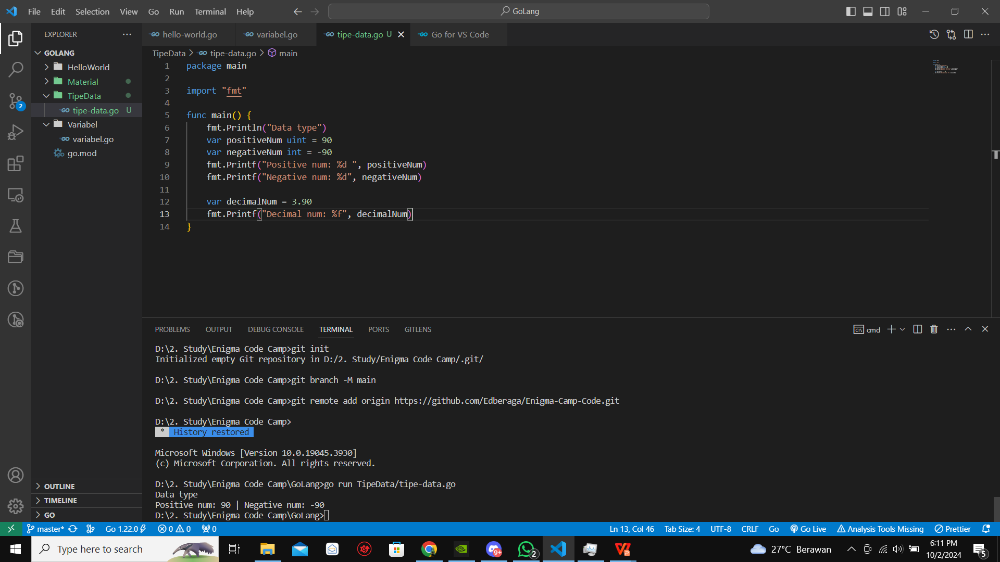 File Edit Selection View Go Run Terminal Help
GoLang
EXPLORER
hello-world.go
variabel.go
tipe-data.go U
Go for VS Code
GOLANG
HelloWorld
Material
TipeData
tipe-data.go U
Variabel
variabel.go
go.mod
TipeData > tipe-data.go > main
1 package main
2
3 import "fmt"
4
5 func main() {
6 fmt.Println("Data type")
7 var positiveNum uint = 90
8 var negativeNum int = -90
9 fmt.Printf("Positive num: %d ", positiveNum)
10 fmt.Printf("Negative num: %d", negativeNum)
11
12 var decimalNum = 3.90
13 fmt.Printf("Decimal num: %f", decimalNum)
14 }
PROBLEMS OUTPUT DEBUG CONSOLE TERMINAL PORTS GITLENS
cmd
D:\2. Study\Enigma Code Camp>git init
Initialized empty Git repository in D:/2. Study/Enigma Code Camp/.git/
D:\2. Study\Enigma Code Camp>git branch -M main
D:\2. Study\Enigma Code Camp>git remote add origin https://github.com/Edberaga/Enigma-Camp-Code.git
D:\2. Study\Enigma Code Camp>
* History restored
Microsoft Windows [Version 10.0.19045.3930]
(c) Microsoft Corporation. All rights reserved.
D:\2. Study\Enigma Code Camp\GoLang>go run TipeData/tipe-data.go
Data type
Positive num: 90 | Negative num: -90
D:\2. Study\Enigma Code Camp\GoLang>
OUTLINE
TIMELINE
GO
2
master* Go 1.22.0 0 0 0
Ln 13, Col 46 Tab Size: 4 UTF-8 CRLF Go Go Live Analysis Tools Missing Prettier
Type here to search
9+
2
27°C Berawan
6:11 PM
10/2/2024
5